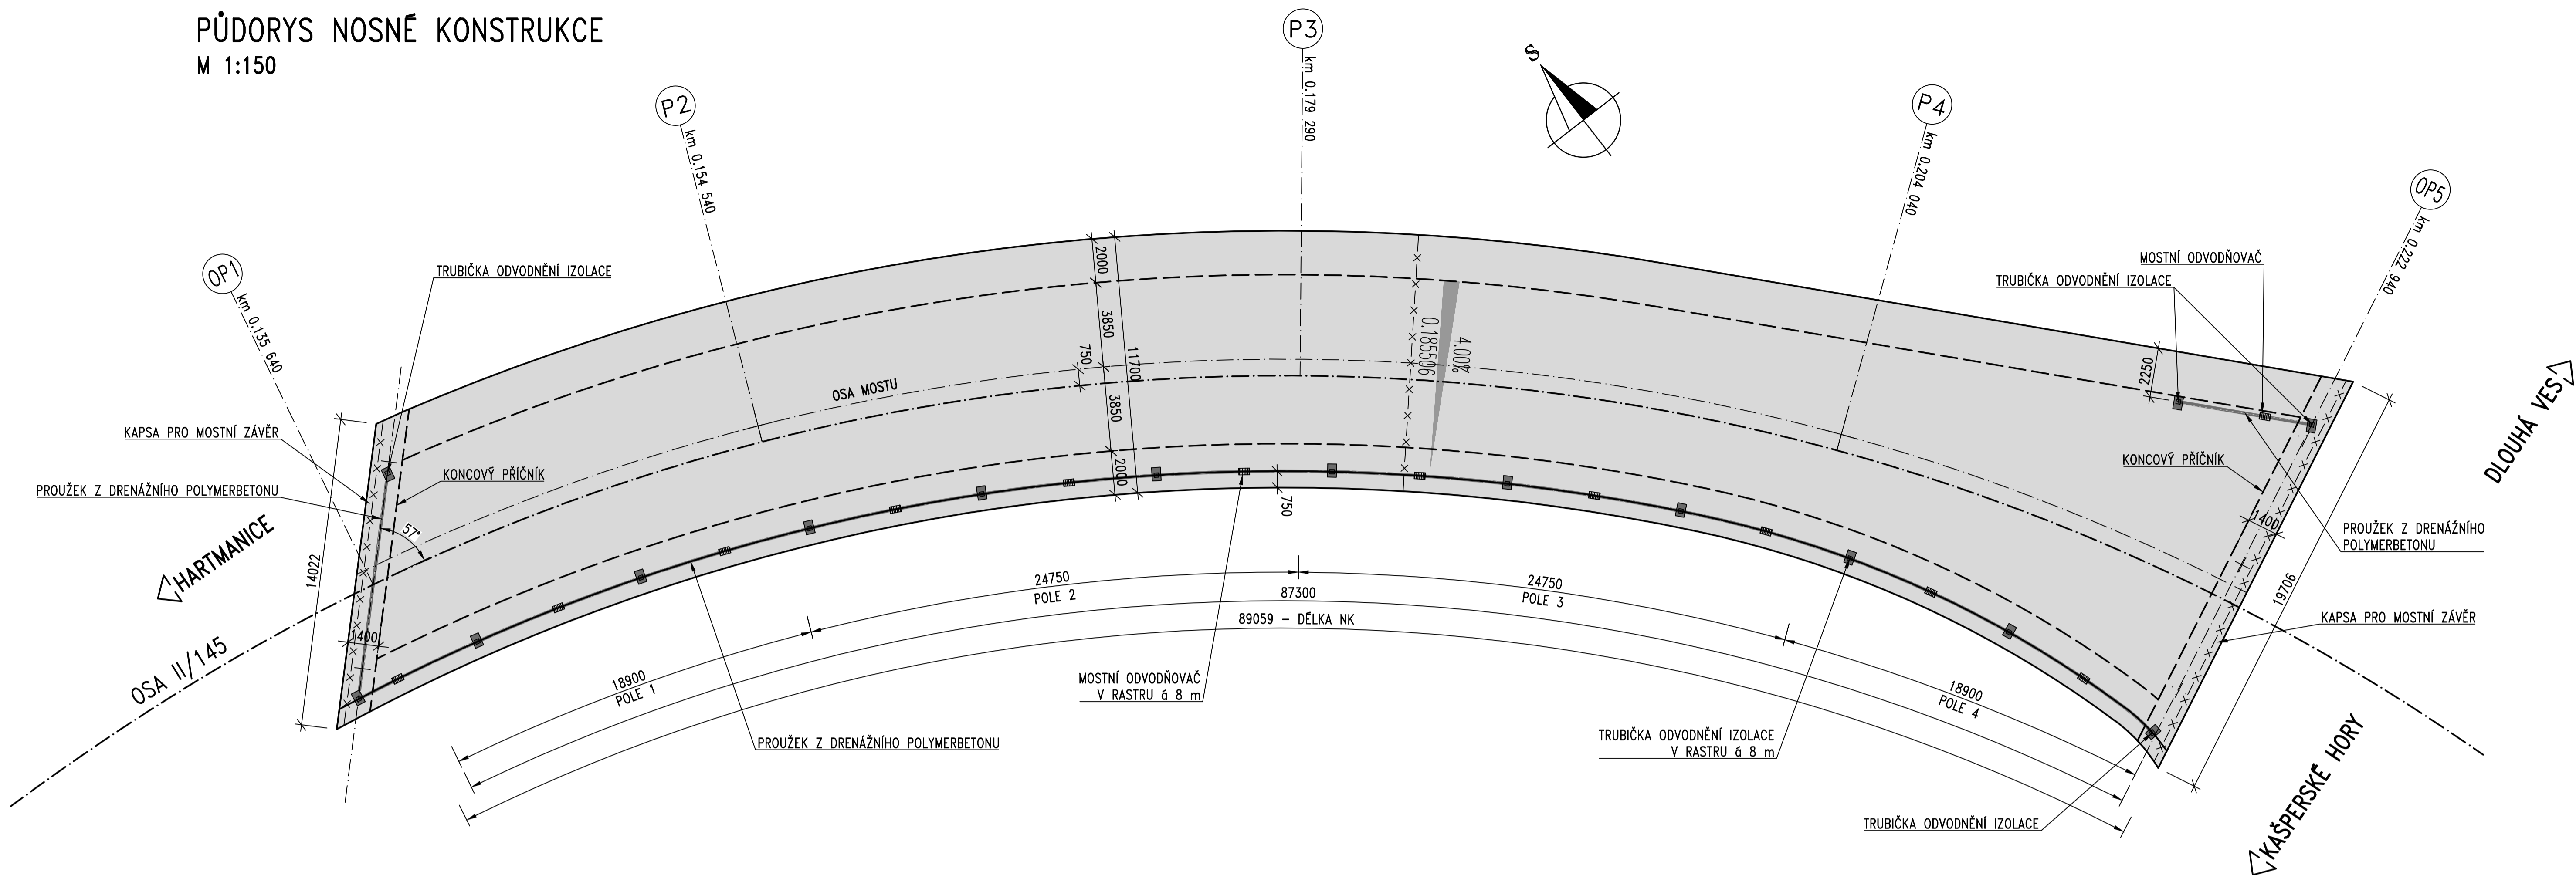 PŮDORYS NOSNÉ KONSTRUKCE
M 1:150
OP1
km 0.135 640
P2
km 0.154 540
P3
km 0.179 290
S
P4
km 0.204 040
OP5
km 0.222 940
TRUBIČKA ODVODNĚNÍ IZOLACE
KAPSA PRO MOSTNÍ ZÁVĚR
KONCOVÝ PŘÍČNÍK
PROUŽEK Z DRENÁŽNÍHO POLYMERBETONU
57°
HARTMANICE
14022
1400
OSA II/145
OSA MOSTU
2000
3850
750
11700
3850
2000
0.185506
4.00%
750
MOSTNÍ ODVODŇOVAČ
TRUBIČKA ODVODNĚNÍ IZOLACE
2250
KONCOVÝ PŘÍČNÍK
1400
DLOUHÁ VES
PROUŽEK Z DRENÁŽNÍHO
POLYMERBETONU
19706
KAPSA PRO MOSTNÍ ZÁVĚR
KAŠPERSKÉ HORY
18900
POLE 1
24750
POLE 2
24750
POLE 3
18900
POLE 4
87300
89059 – DÉLKA NK
MOSTNÍ ODVODŇOVAČ
V RASTRU á 8 m
PROUŽEK Z DRENÁŽNÍHO POLYMERBETONU
TRUBIČKA ODVODNĚNÍ IZOLACE
V RASTRU á 8 m
TRUBIČKA ODVODNĚNÍ IZOLACE